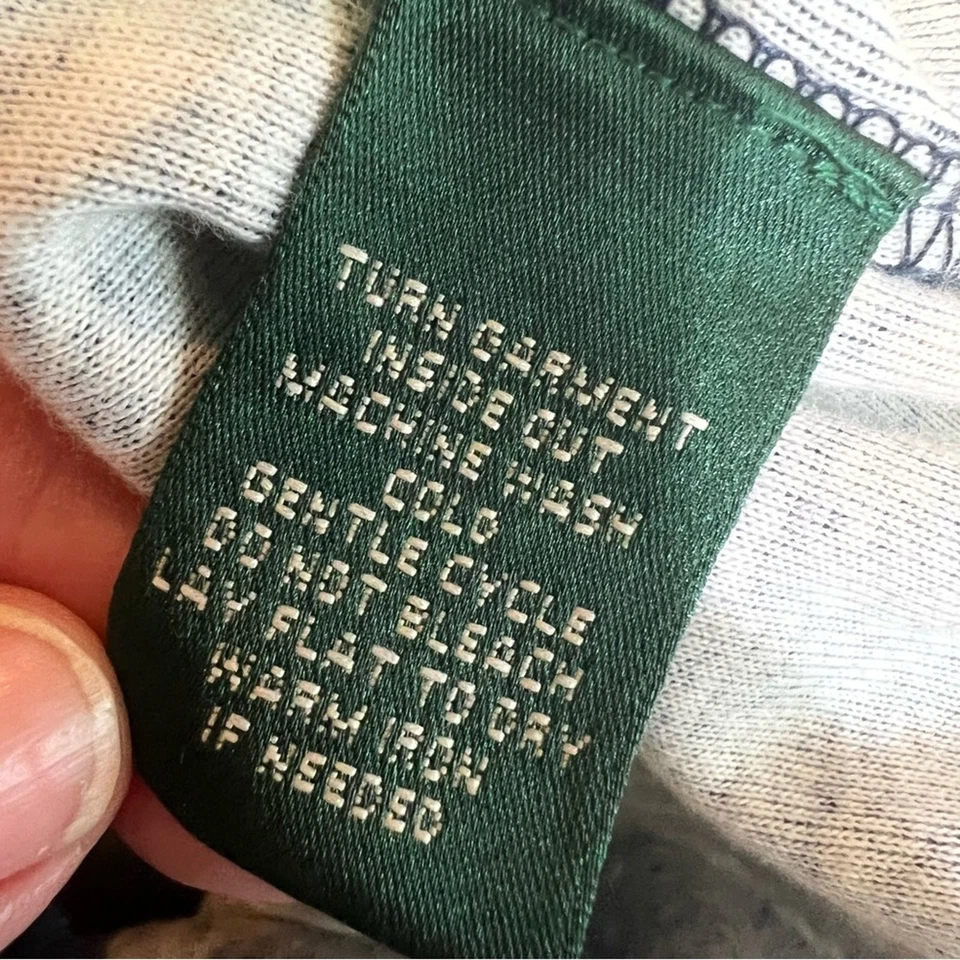 TURN GARMENT
INSIDE OUT
MACHINE WASH
COLD
GENTLE CYCLE
DO NOT BLEACH
LAY FLAT TO DRY
WARM IRON
IF NEEDED